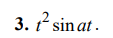 3. t² sin at.